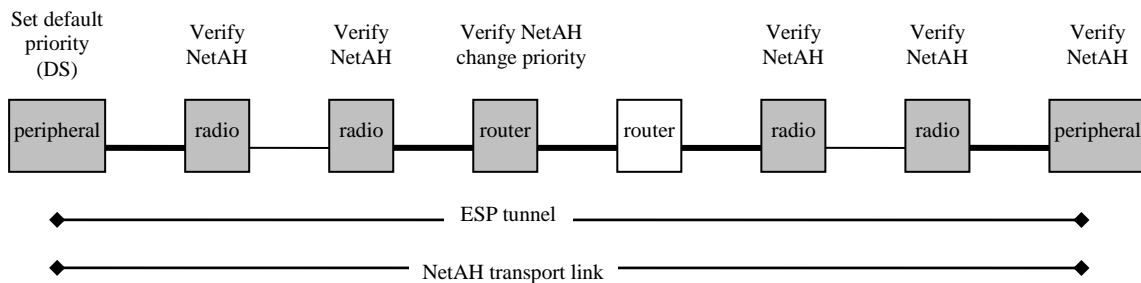 Set default
priority
(DS)
Verify
NetAH
Verify
NetAH
Verify NetAH
change priority
Verify
NetAH
Verify
NetAH
Verify
NetAH
peripheral
radio
radio
router
router
radio
radio
peripheral
ESP tunnel
NetAH transport link